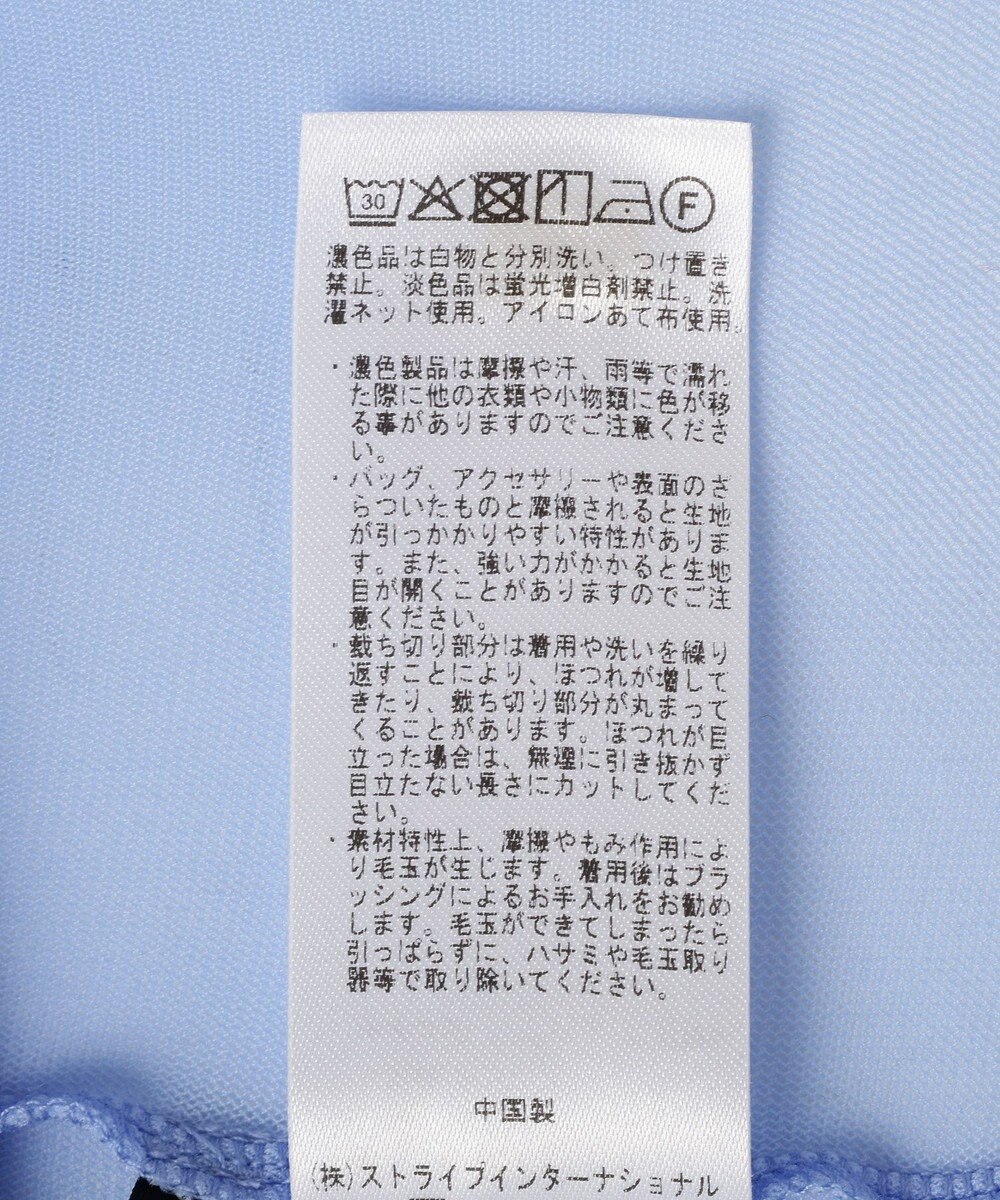 30 F
濃色品は白物と分別洗い。つけ置き
禁止。淡色品は蛍光増白剤禁止。洗
濯ネット使用。アイロンあて布使用。
・濃色製品は摩擦や汗、雨等で濡れ
た際に他の衣類や小物類に色が移
る事がありますのでご注意くださ
い。
・バッグ、アクセサリーや表面のざ
らついたものと摩擦されると生地
が引っかかりやすい特性がありま
す。また、強い力がかかると生地
目が開くことがありますのでご注
意ください。
・裁ち切り部分は着用や洗いを繰り
返すことにより、ほつれが増して
きたり、裁ち切り部分が丸まって
くることがあります。ほつれが目
立った場合は、無理に引き抜かず
目立たない長さにカットしてくだ
さい。
・素材特性上、摩擦やもみ作用によ
り毛玉が生じます。着用後はブラ
ッシングによるお手入れをお勧め
します。毛玉ができてしまったら
引っぱらずに、ハサミや毛玉取り
器等で取り除いてください。
中国製
(株)ストライプインターナショナル